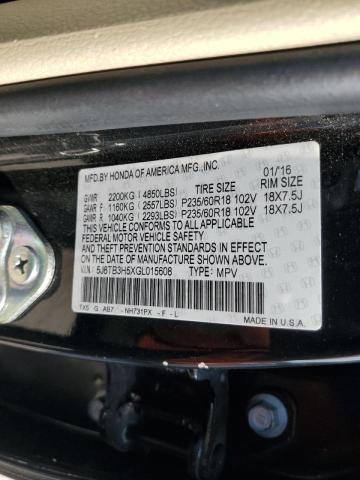 MFD.BY HONDA OF AMERICA MFG.,INC. 01/16
GVWR 2200KG (4850LBS) TIRE SIZE RIM SIZE
GAWR F 1160KG (2557LBS) P235/60R18 102V 18X7.5J
GAWR R 1040KG (2293LBS) P235/60R18 102V 18X7.5J
THIS VEHICLE CONFORMS TO ALL APPLICABLE
FEDERAL MOTOR VEHICLE SAFETY AND
THEFT PREVENTION STANDARDS IN EFFECT ON
THE DATE OF MANUFACTURE SHOWN ABOVE.
V.I.N: 5J8TB3H5XGL015608 TYPE: MPV
TX5 G AB7 - NH731PX - F - L
MADE IN U.S.A.